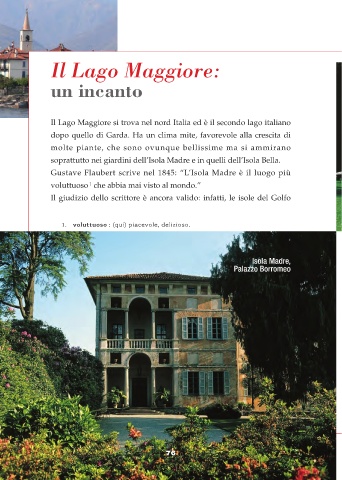 Il Lago Maggiore:
un incanto
Il Lago Maggiore si trova nel nord Italia ed è il secondo lago italiano
dopo quello di Garda. Ha un clima mite, favorevole alla crescita di
molte piante, che sono ovunque bellissime ma si ammirano
soprattutto nei giardini dell'Isola Madre e in quelli dell'Isola Bella.
Gustave Flaubert scrive nel 1845: "L'Isola Madre è il luogo più
voluttuoso¹ che abbia mai visto al mondo."
Il giudizio dello scrittore è ancora valido: infatti, le isole del Golfo
1. voluttuoso : (qui) piacevole, delizioso.
Isola Madre,
Palazzo Borromeo
76